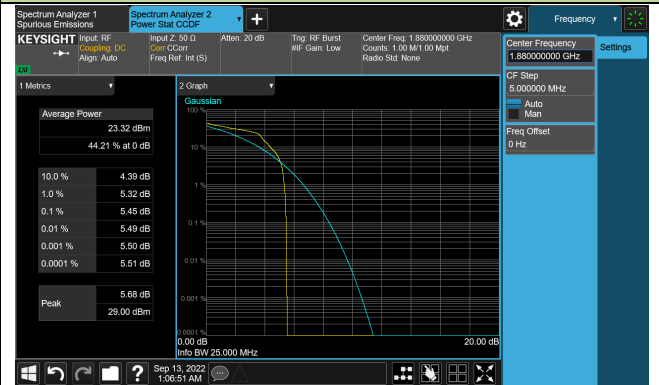 Spectrum Analyzer 1
Spurious Emissions
Spectrum Analyzer 2
Power Stat CCDF
Frequency
KEYSIGHT
Input: RF
Coupling: DC
Align: Auto
Input Z: 50 Ω
Corr CCorr
Freq Ref: Int (S)
Atten: 20 dB
Trig: RF Burst
#IF Gain: Low
Center Freq: 1.880000000 GHz
Counts: 1.00 M/1.00 Mpt
Radio Std: None
LXI
Center Frequency
1.880000000 GHz
Settings
CF Step
5.000000 MHz
Auto
Man
Freq Offset
0 Hz
1 Metrics
Average Power
23.32 dBm
44.21 % at 0 dB
10.0 % 4.39 dB
1.0 % 5.32 dB
0.1 % 5.45 dB
0.01 % 5.49 dB
0.001 % 5.50 dB
0.0001 % 5.51 dB
Peak
5.68 dB
29.00 dBm
2 Graph
Gaussian
100 %
10 %
1 %
0.1 %
0.01 %
0.001 %
0.0001 %
0.00 dB
20.00 dB
Info BW 25.000 MHz
Sep 13, 2022
1:06:51 AM